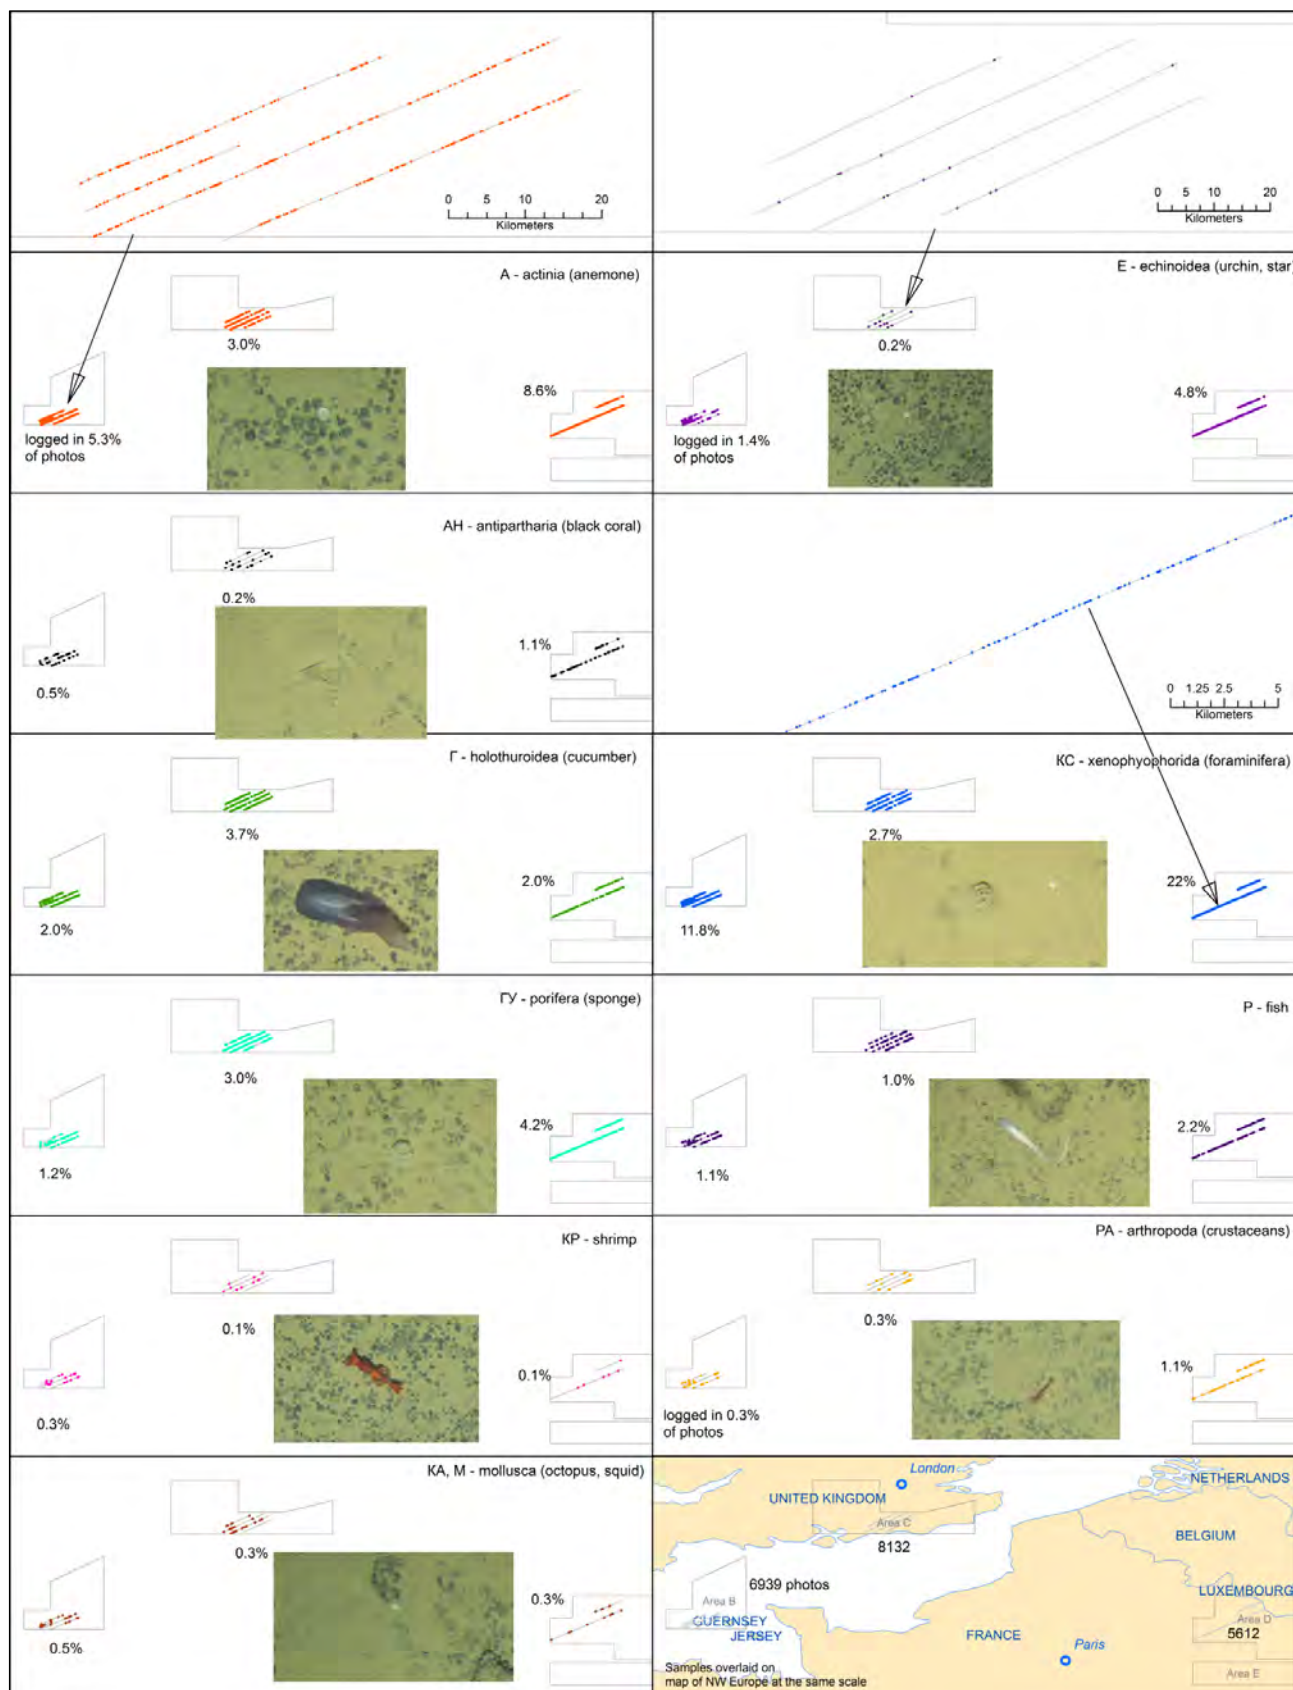 0 5 10 20
Kilometers
0 5 10 20
Kilometers
А - actinia (anemone)
3.0%
8.6%
logged in 5.3%
of photos
Е - echinoidea (urchin, star)
0.2%
4.8%
logged in 1.4%
of photos
АН - antipartharia (black coral)
0.2%
1.1%
0.5%
0 1.25 2.5 5
Kilometers
Г - holothuroidea (cucumber)
3.7%
2.0%
2.0%
КС - xenophyophorida (foraminifera)
2.7%
22%
11.8%
ГУ - porifera (sponge)
3.0%
4.2%
1.2%
Р - fish
1.0%
2.2%
1.1%
КР - shrimp
0.1%
0.1%
0.3%
РА - arthropoda (crustaceans)
0.3%
1.1%
logged in 0.3%
of photos
КА, М - mollusca (octopus, squid)
0.3%
0.3%
0.5%
London
NETHERLANDS
UNITED KINGDOM
Area C
8132
BELGIUM
6939 photos
Area B
LUXEMBOURG
GUERNSEY
JERSEY
FRANCE
Area D
5612
Paris
Samples overlaid on
map of NW Europe at the same scale
Area E